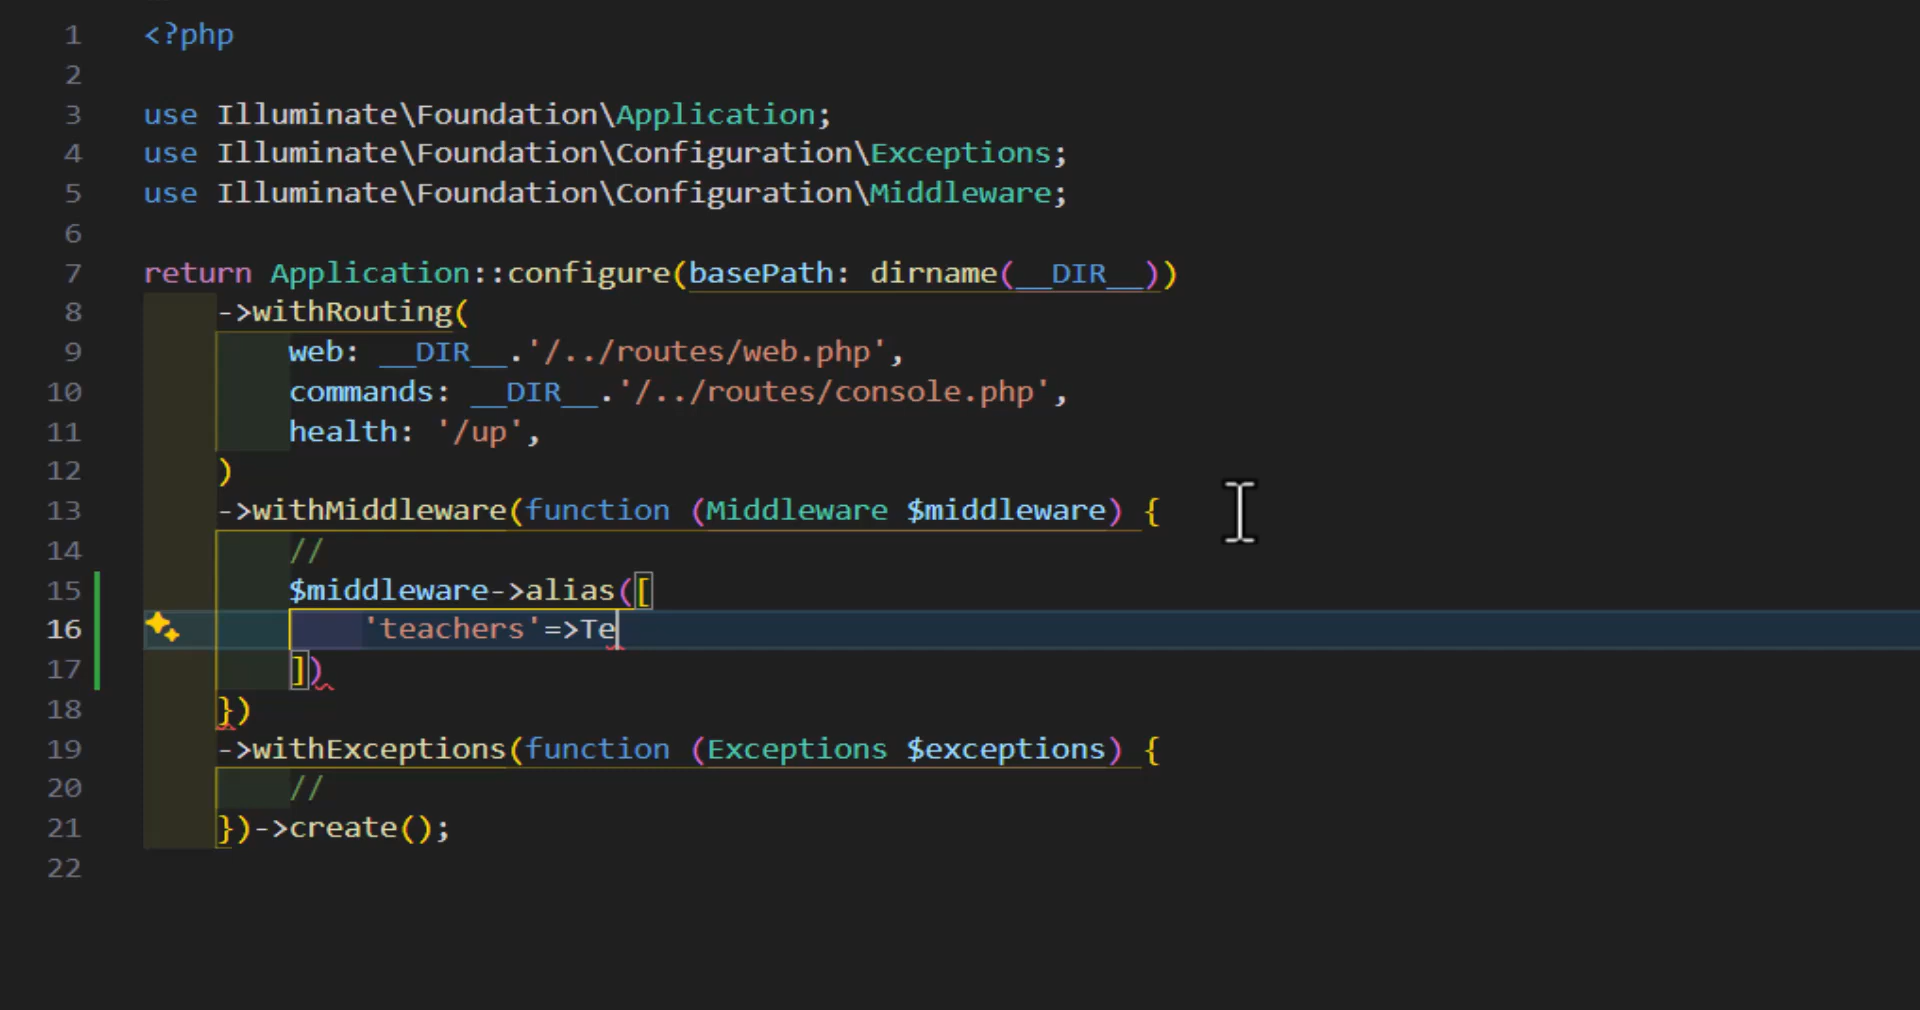 1 <?php
2
3 use Illuminate\Foundation\Application;
4 use Illuminate\Foundation\Configuration\Exceptions;
5 use Illuminate\Foundation\Configuration\Middleware;
6
7 return Application::configure(basePath: dirname(__DIR__))
8     ->withRouting(
9         web: __DIR__.'/../routes/web.php',
10         commands: __DIR__.'/../routes/console.php',
11         health: '/up',
12     )
13     ->withMiddleware(function (Middleware $middleware) {
14         //
15         $middleware->alias([
16             'teachers'=>Te
17         ])
18     })
19     ->withExceptions(function (Exceptions $exceptions) {
20         //
21     })->create();
22